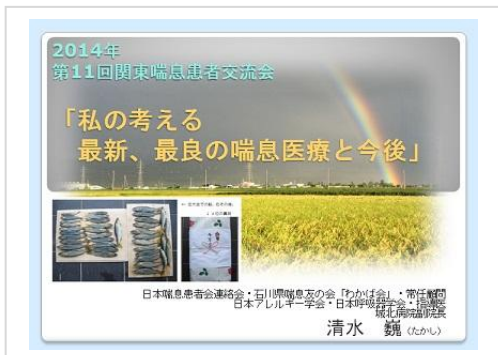 2014年
第11回関東喘息患者交流会
「私の考える
最新、最良の喘息医療と今後」
日本喘息患者会連絡会・石川県喘息友の会「わかば会」・常任顧問
日本アレルギー学会・日本呼吸器学会・指導医
城北病院副院長
清水　巍（たかし）